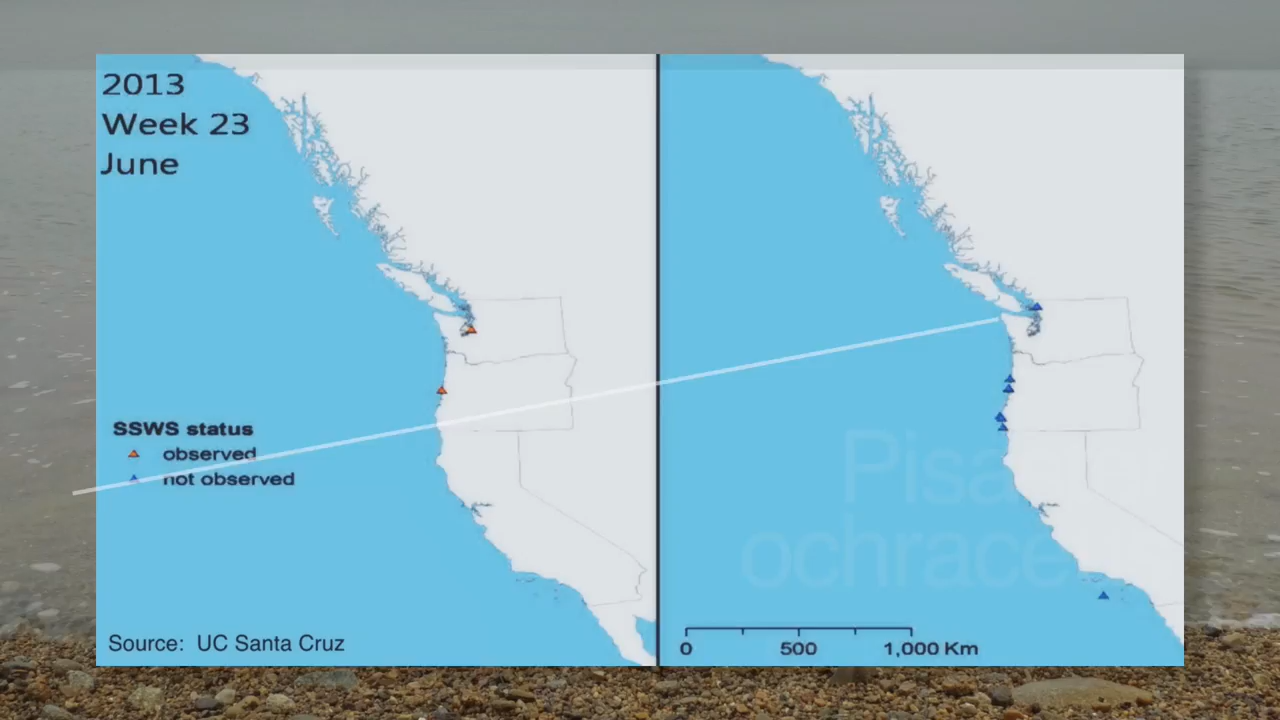 2013
Week 23
June
SSWS status
observed
not observed
Source: UC Santa Cruz
0 500 1,000 Km